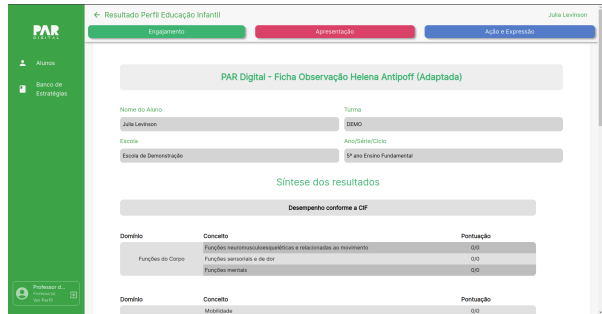 PAR
DIGITAL
Alunos
Banco de
Estratégias
Professor d...
Professor(a)
Ver Perfil
← Resultado Perfil Educação Infantil
Julia Levinson
Engajamento
Apresentação
Ação e Expressão
PAR Digital - Ficha Observação Helena Antipoff (Adaptada)
Nome do Aluno
Turma
Julia Levinson
DEMO
Escola
Ano/Série/Ciclo
Escola de Demonstração
5º ano Ensino Fundamental
Síntese dos resultados
Desempenho conforme a CIF
Domínio Conceito Pontuação
Funções neuromusculoesqueléticas e relacionadas ao movimento 0/0
Funções do Corpo Funções sensoriais e de dor 0/0
Funções mentais 0/0
Domínio Conceito Pontuação
Mobilidade 0/0